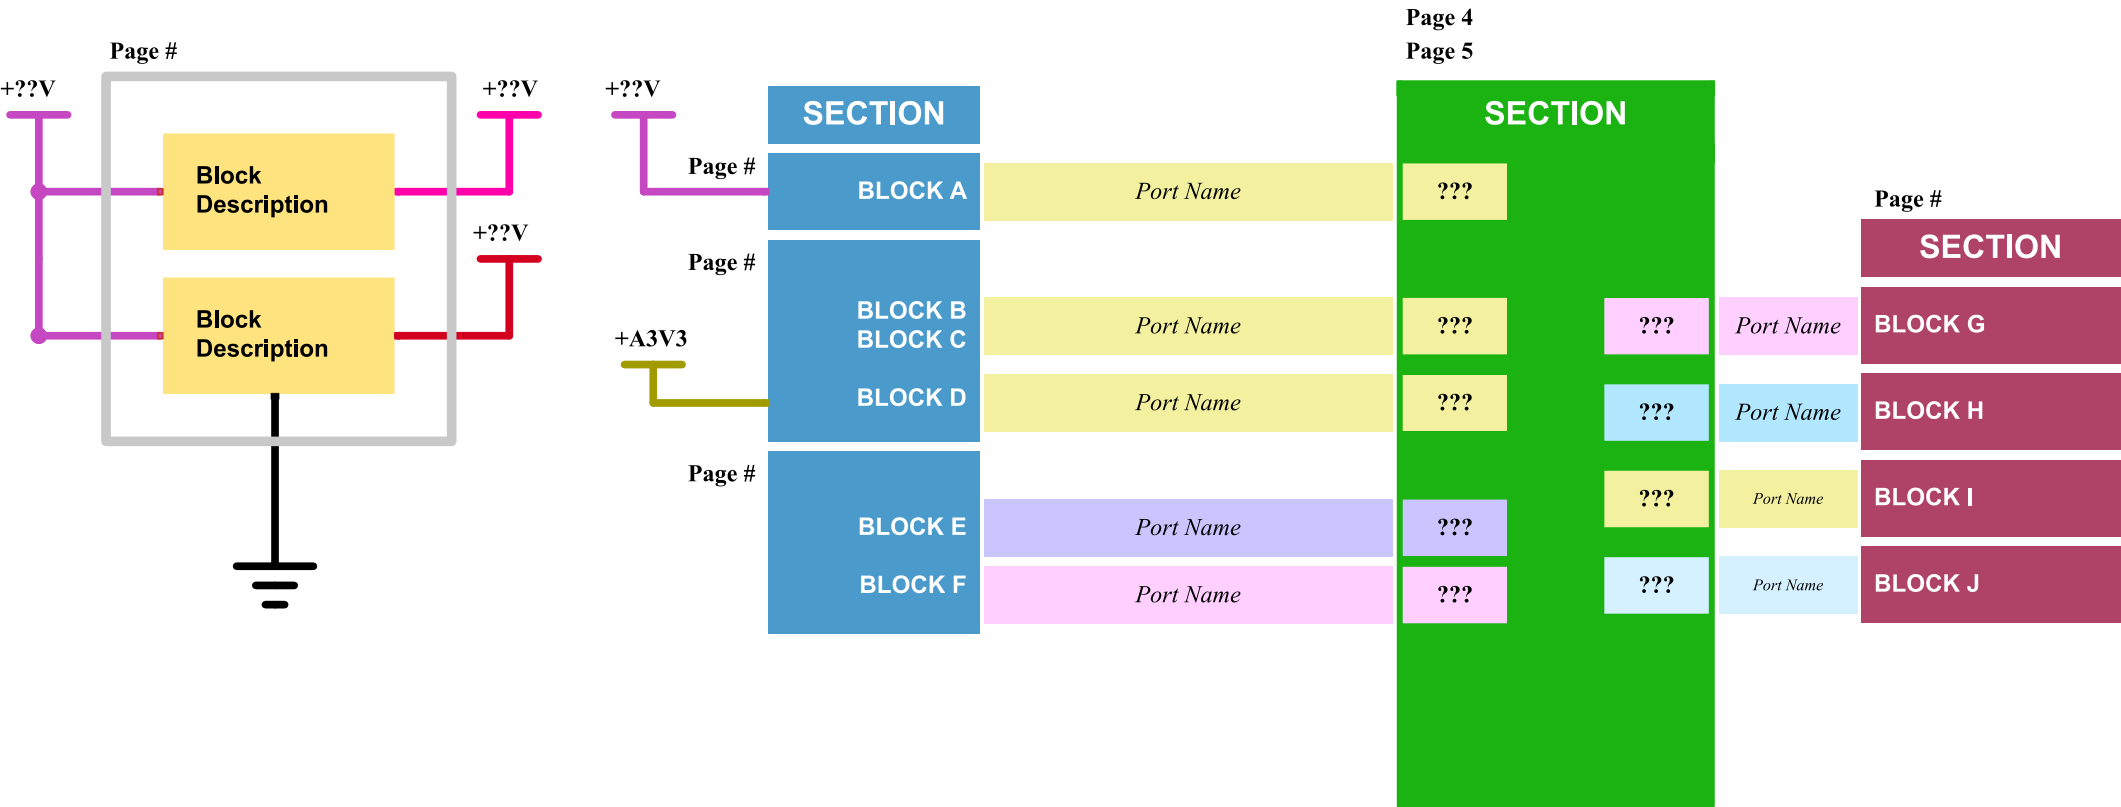 Page #
+??V
+??V
Block
Description
+??V
Block
Description
+??V
SECTION
Page #
BLOCK A
Port Name
???
Page #
BLOCK B
BLOCK C
Port Name
???
+A3V3
BLOCK D
Port Name
???
Page #
BLOCK E
Port Name
???
BLOCK F
Port Name
???
Page 4
Page 5
SECTION
Page #
SECTION
???
Port Name
BLOCK G
???
Port Name
BLOCK H
???
Port Name
BLOCK I
???
Port Name
BLOCK J